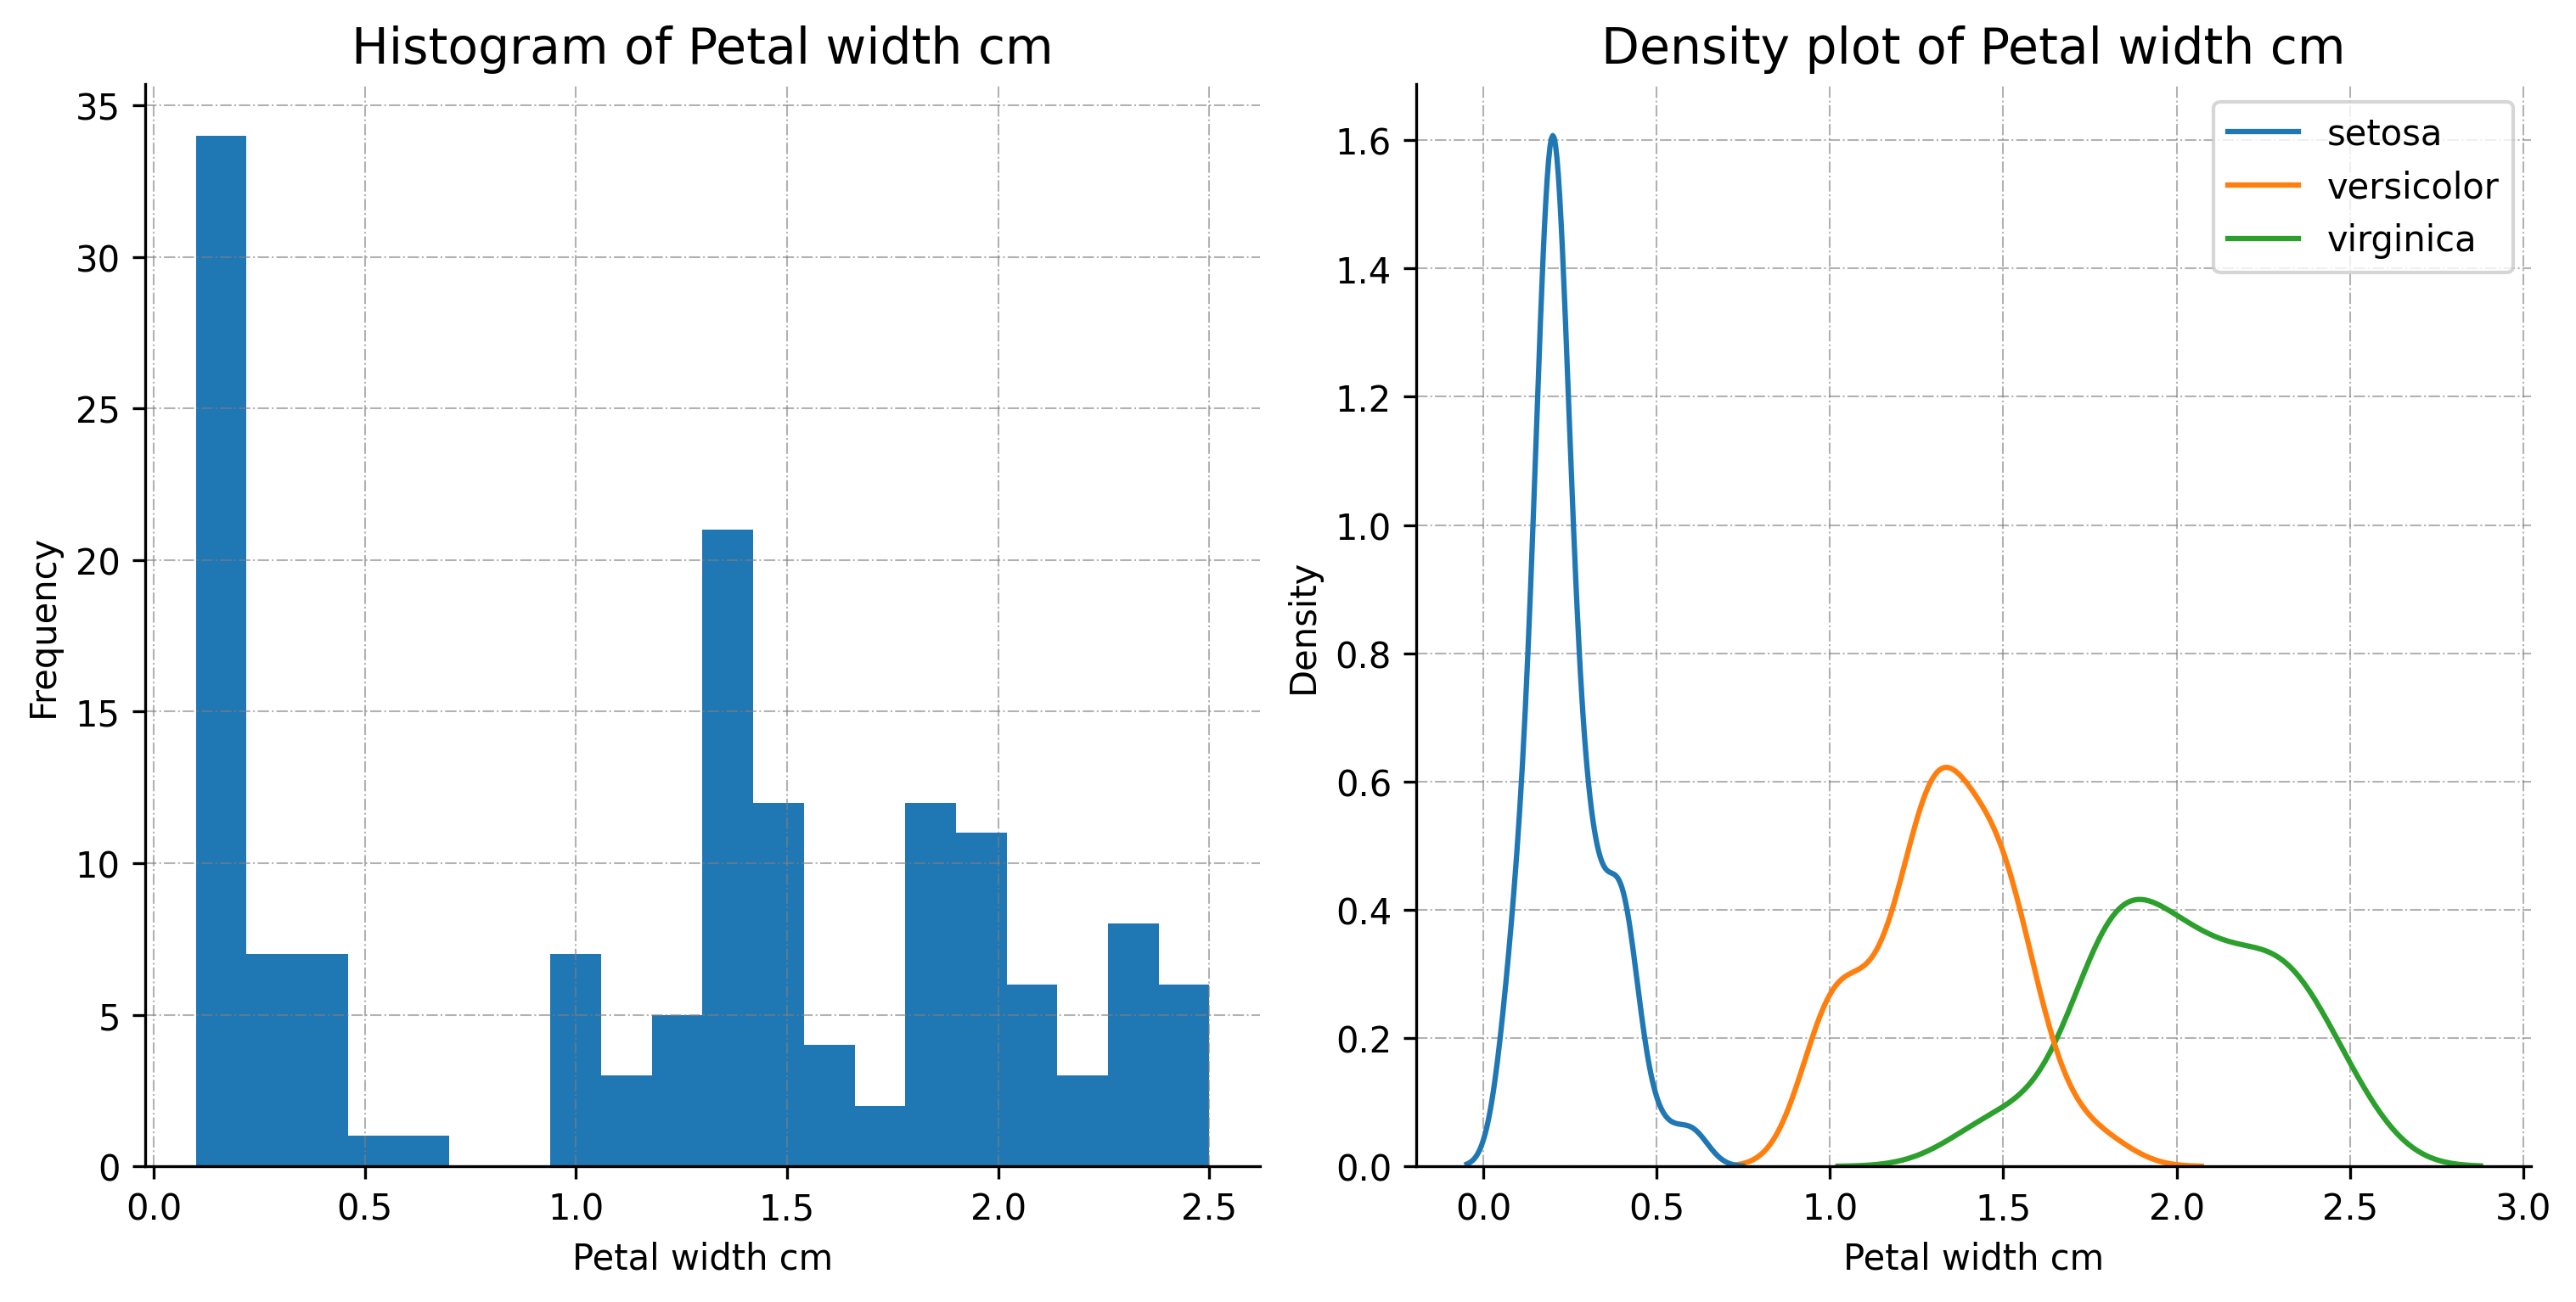 Histogram of Petal width cm
35
30
25
20
15
10
5
0
Frequency
0.0 0.5 1.0 1.5 2.0 2.5
Petal width cm
Density plot of Petal width cm
1.6
1.4
1.2
1.0
0.8
0.6
0.4
0.2
0.0
Density
setosa
versicolor
virginica
0.0 0.5 1.0 1.5 2.0 2.5 3.0
Petal width cm